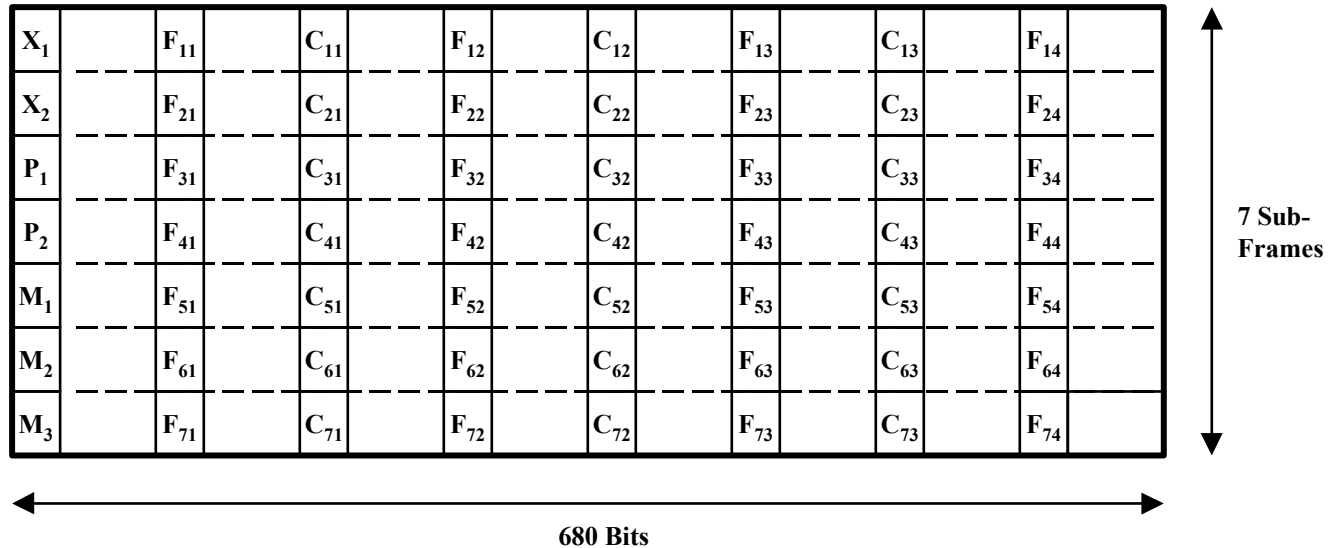 X₁ F₁₁ C₁₁ F₁₂ C₁₂ F₁₃ C₁₃ F₁₄
X₂ F₂₁ C₂₁ F₂₂ C₂₂ F₂₃ C₂₃ F₂₄
P₁ F₃₁ C₃₁ F₃₂ C₃₂ F₃₃ C₃₃ F₃₄
P₂ F₄₁ C₄₁ F₄₂ C₄₂ F₄₃ C₄₃ F₄₄
M₁ F₅₁ C₅₁ F₅₂ C₅₂ F₅₃ C₅₃ F₅₄
M₂ F₆₁ C₆₁ F₆₂ C₆₂ F₆₃ C₆₃ F₆₄
M₃ F₇₁ C₇₁ F₇₂ C₇₂ F₇₃ C₇₃ F₇₄
7 Sub-
Frames
680 Bits